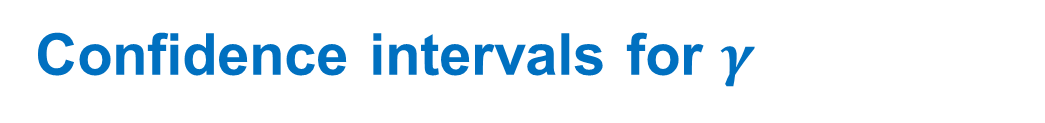 Confidence intervals for γ